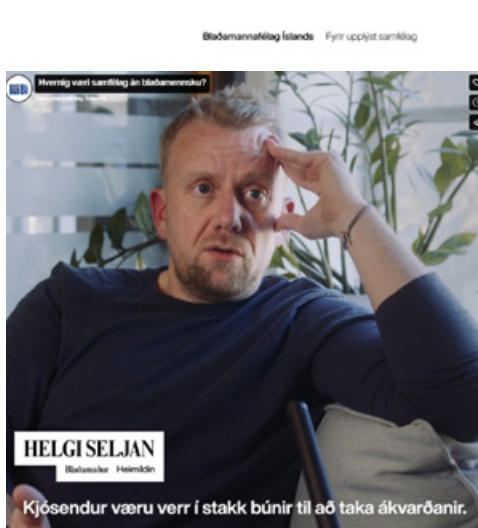 Blaðamannafélag Íslands Fyrir upplýst samfélag
Hvernig væri samfélag án blaðamennsku?
HELGI SELJAN
Blaðamaður Heimildin
Kjósendur væru verr í stakk búnir til að taka ákvarðanir.